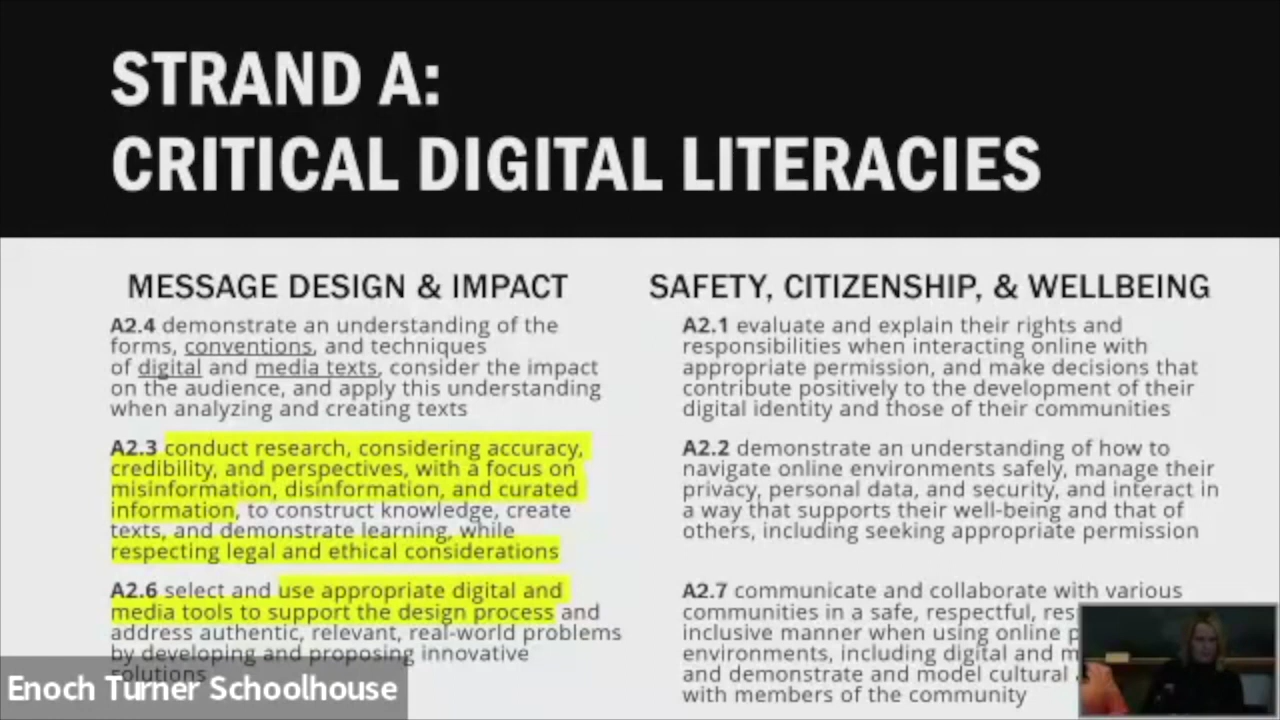 STRAND A:
CRITICAL DIGITAL LITERACIES
MESSAGE DESIGN & IMPACT
A2.4 demonstrate an understanding of the
forms, conventions, and techniques
of digital and media texts, consider the impact
on the audience, and apply this understanding
when analyzing and creating texts
A2.3 conduct research, considering accuracy,
credibility, and perspectives, with a focus on
misinformation, disinformation, and curated
information, to construct knowledge, create
texts, and demonstrate learning, while
respecting legal and ethical considerations
A2.6 select and use appropriate digital and
media tools to support the design process and
address authentic, relevant, real-world problems
by developing and proposing innovative
solutions
SAFETY, CITIZENSHIP, & WELLBEING
A2.1 evaluate and explain their rights and
responsibilities when interacting online with
appropriate permission, and make decisions that
contribute positively to the development of their
digital identity and those of their communities
A2.2 demonstrate an understanding of how to
navigate online environments safely, manage their
privacy, personal data, and security, and interact in
a way that supports their well-being and that of
others, including seeking appropriate permission
A2.7 communicate and collaborate with various
communities in a safe, respectful,
inclusive manner when using online
environments, including digital and
and demonstrate and model cultural
with members of the community
Enoch Turner Schoolhouse